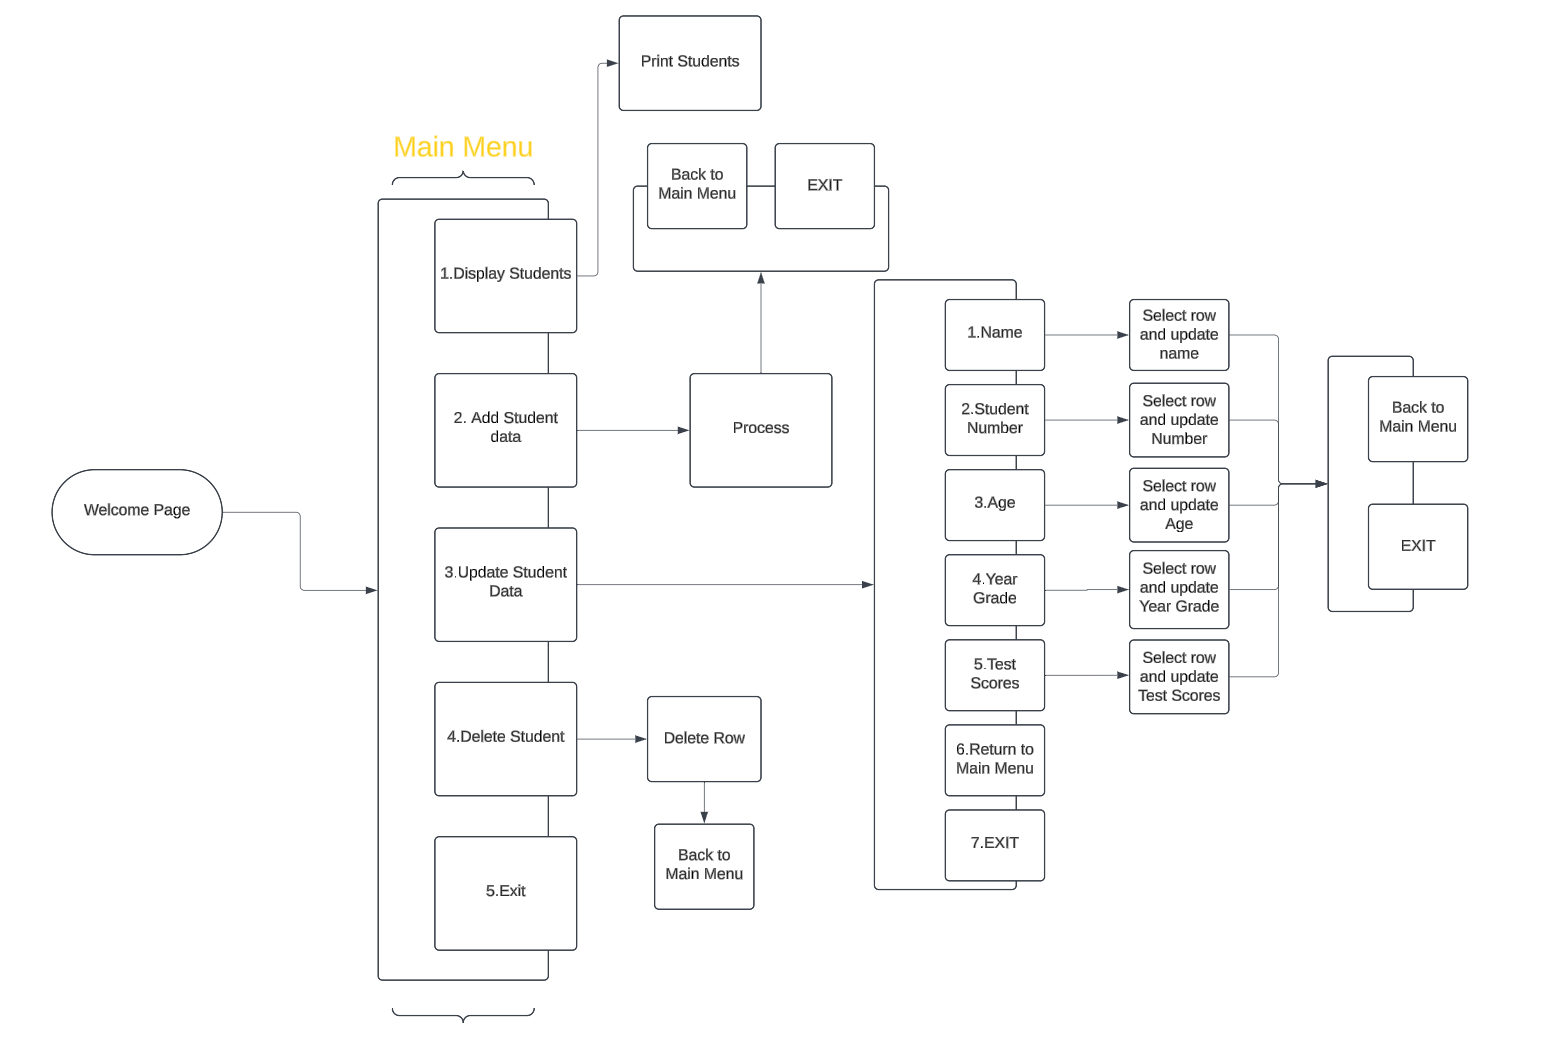 Print Students
Main Menu
Back to
Main Menu
EXIT
1.Display Students
1.Name
Select row
and update
name
2. Add Student
data
Process
2.Student
Number
Select row
and update
Number
Back to
Main Menu
Welcome Page
3.Age
Select row
and update
Age
EXIT
3.Update Student
Data
4.Year
Grade
Select row
and update
Year Grade
5.Test
Scores
Select row
and update
Test Scores
4.Delete Student
Delete Row
6.Return to
Main Menu
Back to
Main Menu
7.EXIT
5.Exit